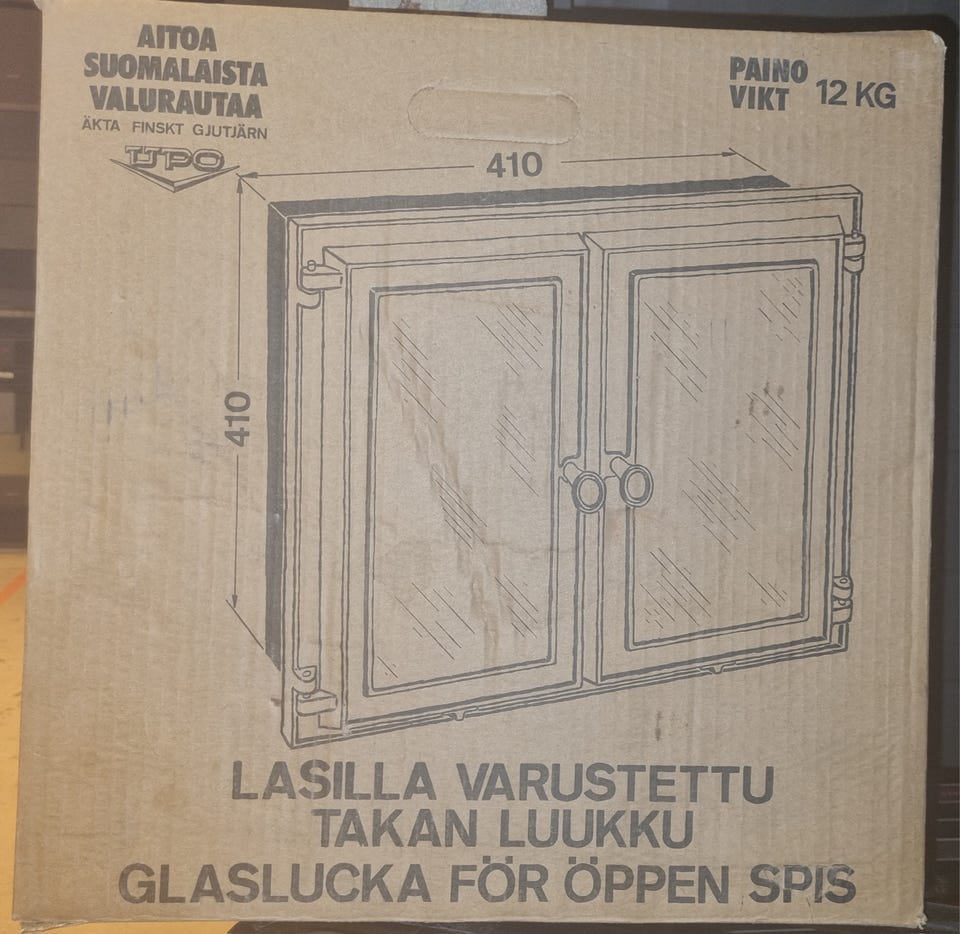 AITOA
SUOMALAISTA
VALURAUTAA
ÄKTA FINSKT GJUTJÄRN
UPO
PAINO
VIKT 12 KG
410
410
LASILLA VARUSTETTU
TAKAN LUUKKU
GLASLUCKA FÖR ÖPPEN SPIS